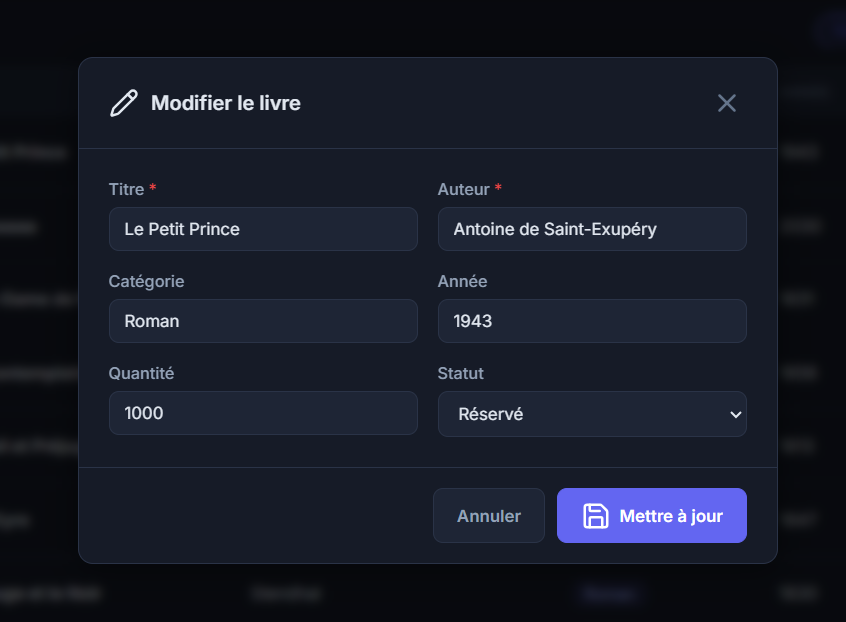 Modifier le livre
Titre *
Auteur *
Le Petit Prince
Antoine de Saint-Exupéry
Catégorie
Année
Roman
1943
Quantité
Statut
1000
Réservé
Annuler
Mettre à jour